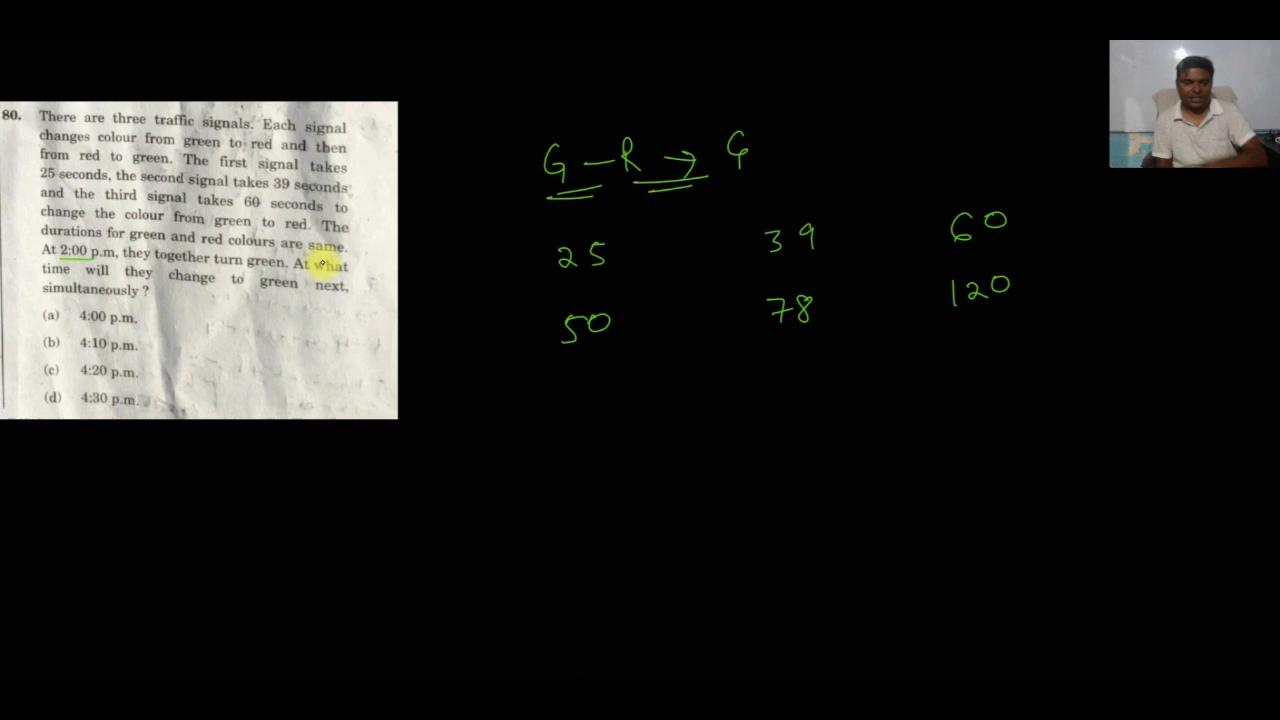 80. There are three traffic signals. Each signal
changes colour from green to red and then
from red to green. The first signal takes
25 seconds, the second signal takes 39 seconds
and the third signal takes 60 seconds to
change the colour from green to red. The
durations for green and red colours are same.
At 2:00 p.m, they together turn green. At what
time will they change to green next,
simultaneously ?
(a) 4:00 p.m.
(b) 4:10 p.m.
(c) 4:20 p.m.
(d) 4:30 p.m.
G – R → G
25 39 60
50 78 120